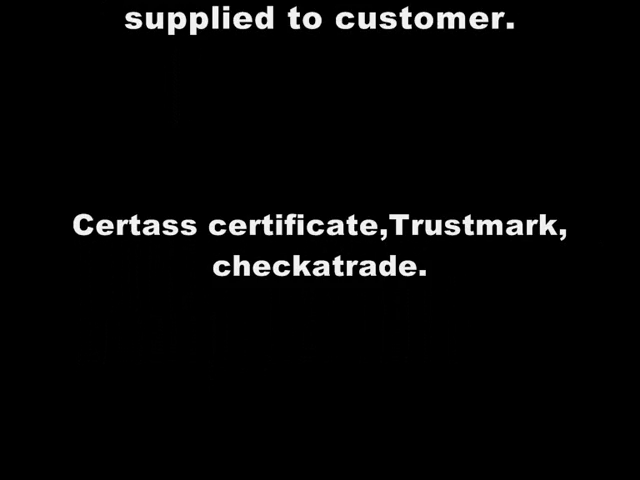 supplied to customer.
Certass certificate,Trustmark,
checkatrade.